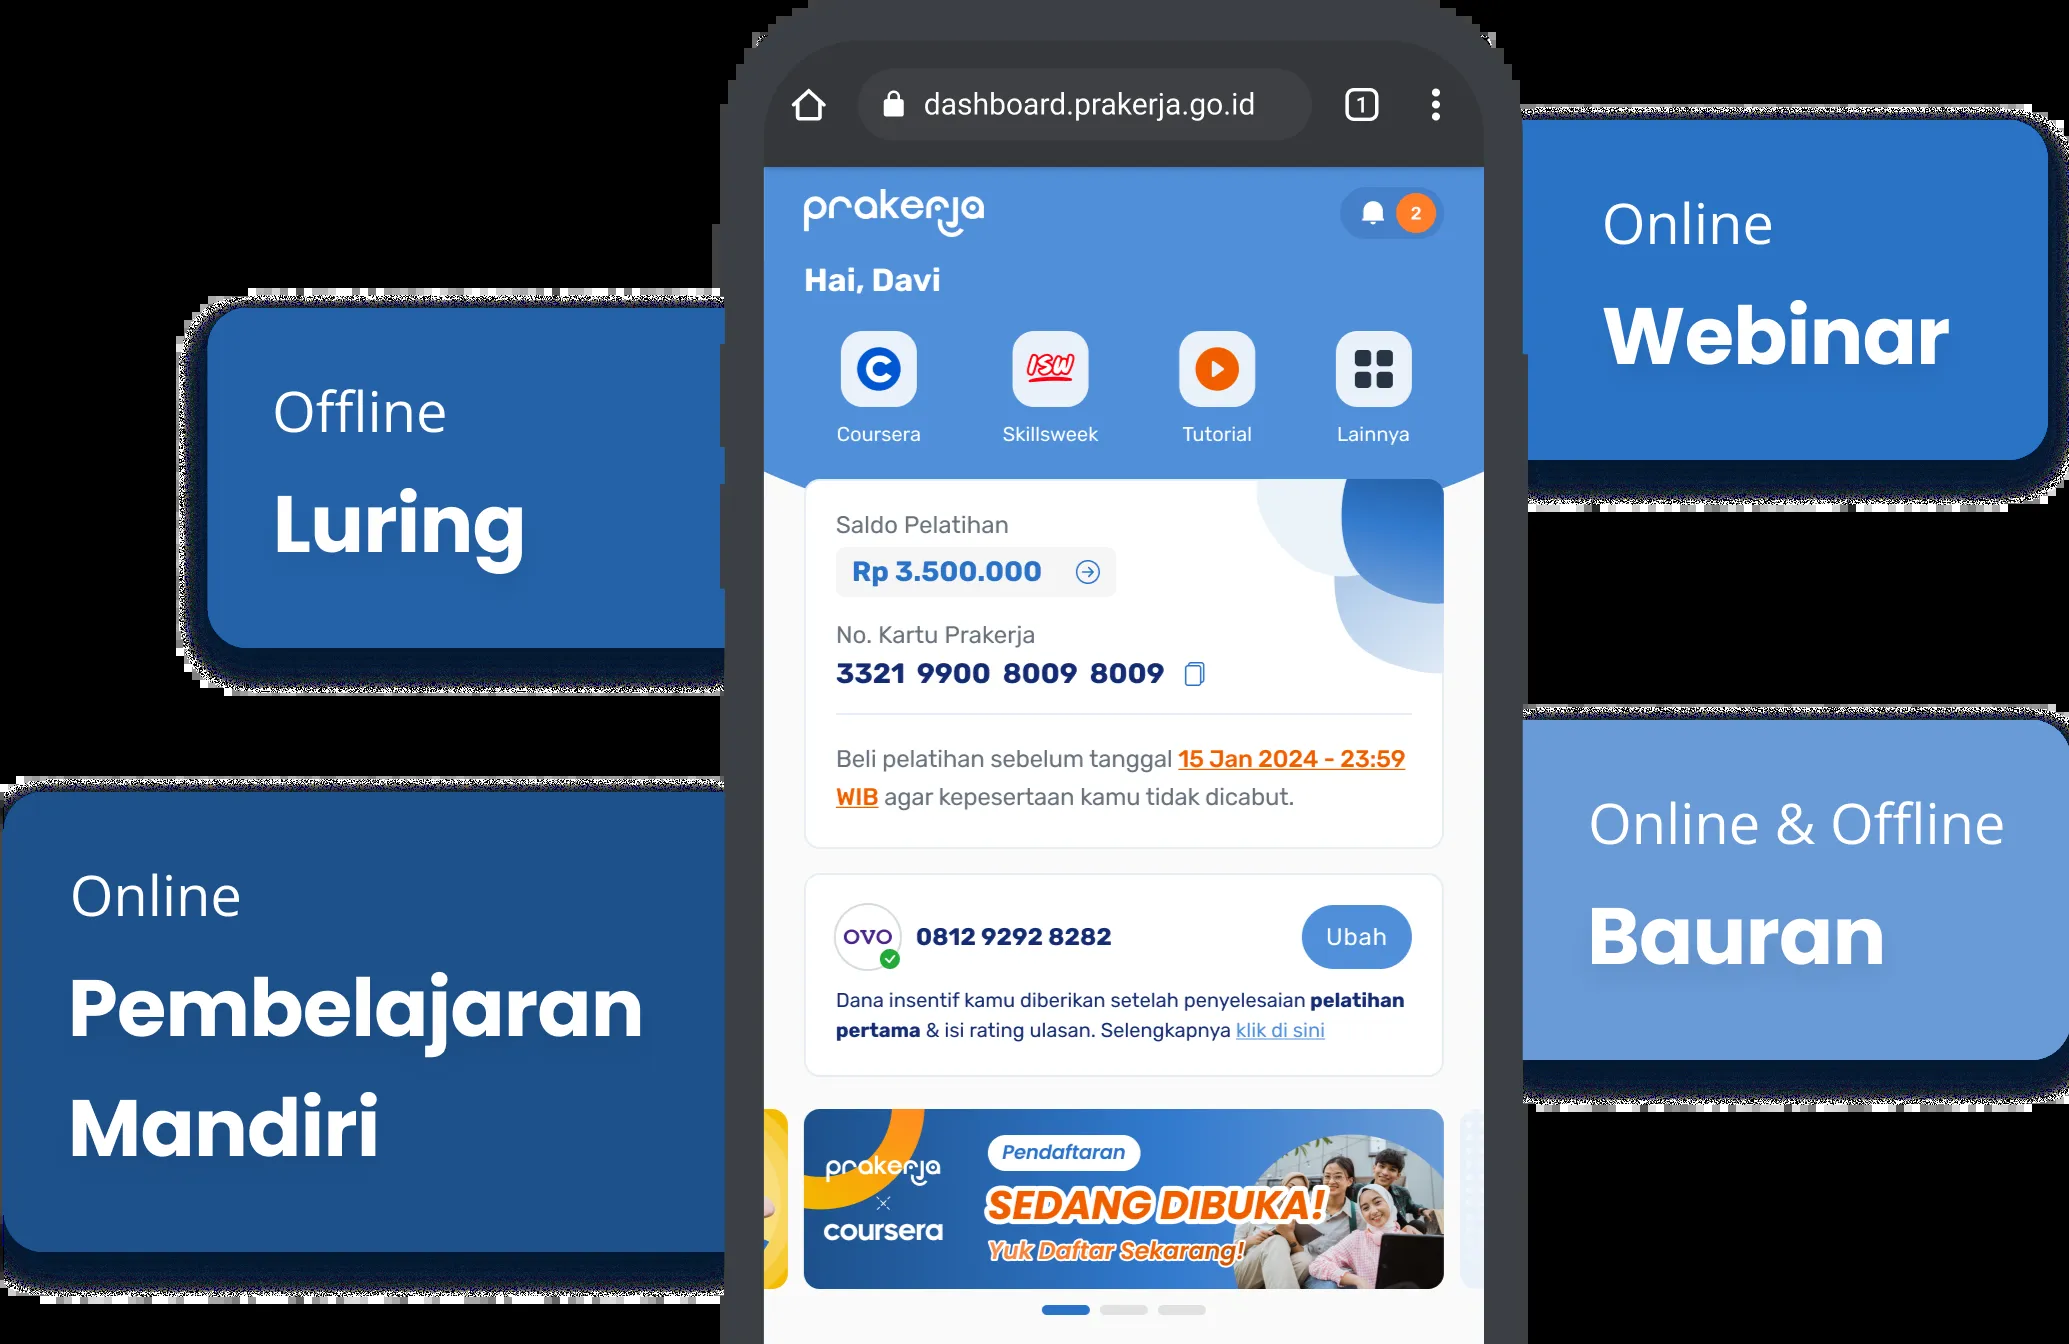 dashboard.prakerja.go.id
1
prakerja
2
Hai, Davi
Coursera
ISW
Skillsweek
Tutorial
Lainnya
Saldo Pelatihan
Rp 3.500.000
No. Kartu Prakerja
3321 9900 8009 8009
Beli pelatihan sebelum tanggal 15 Jan 2024 - 23:59
WIB agar kepesertaan kamu tidak dicabut.
OVO
0812 9292 8282
Ubah
Dana insentif kamu diberikan setelah penyelesaian pelatihan
pertama & isi rating ulasan. Selengkapnya klik di sini
prakerja
x
coursera
Pendaftaran
SEDANG DIBUKA!
Yuk Daftar Sekarang!
Offline
Luring
Online
Pembelajaran
Mandiri
Online
Webinar
Online & Offline
Bauran